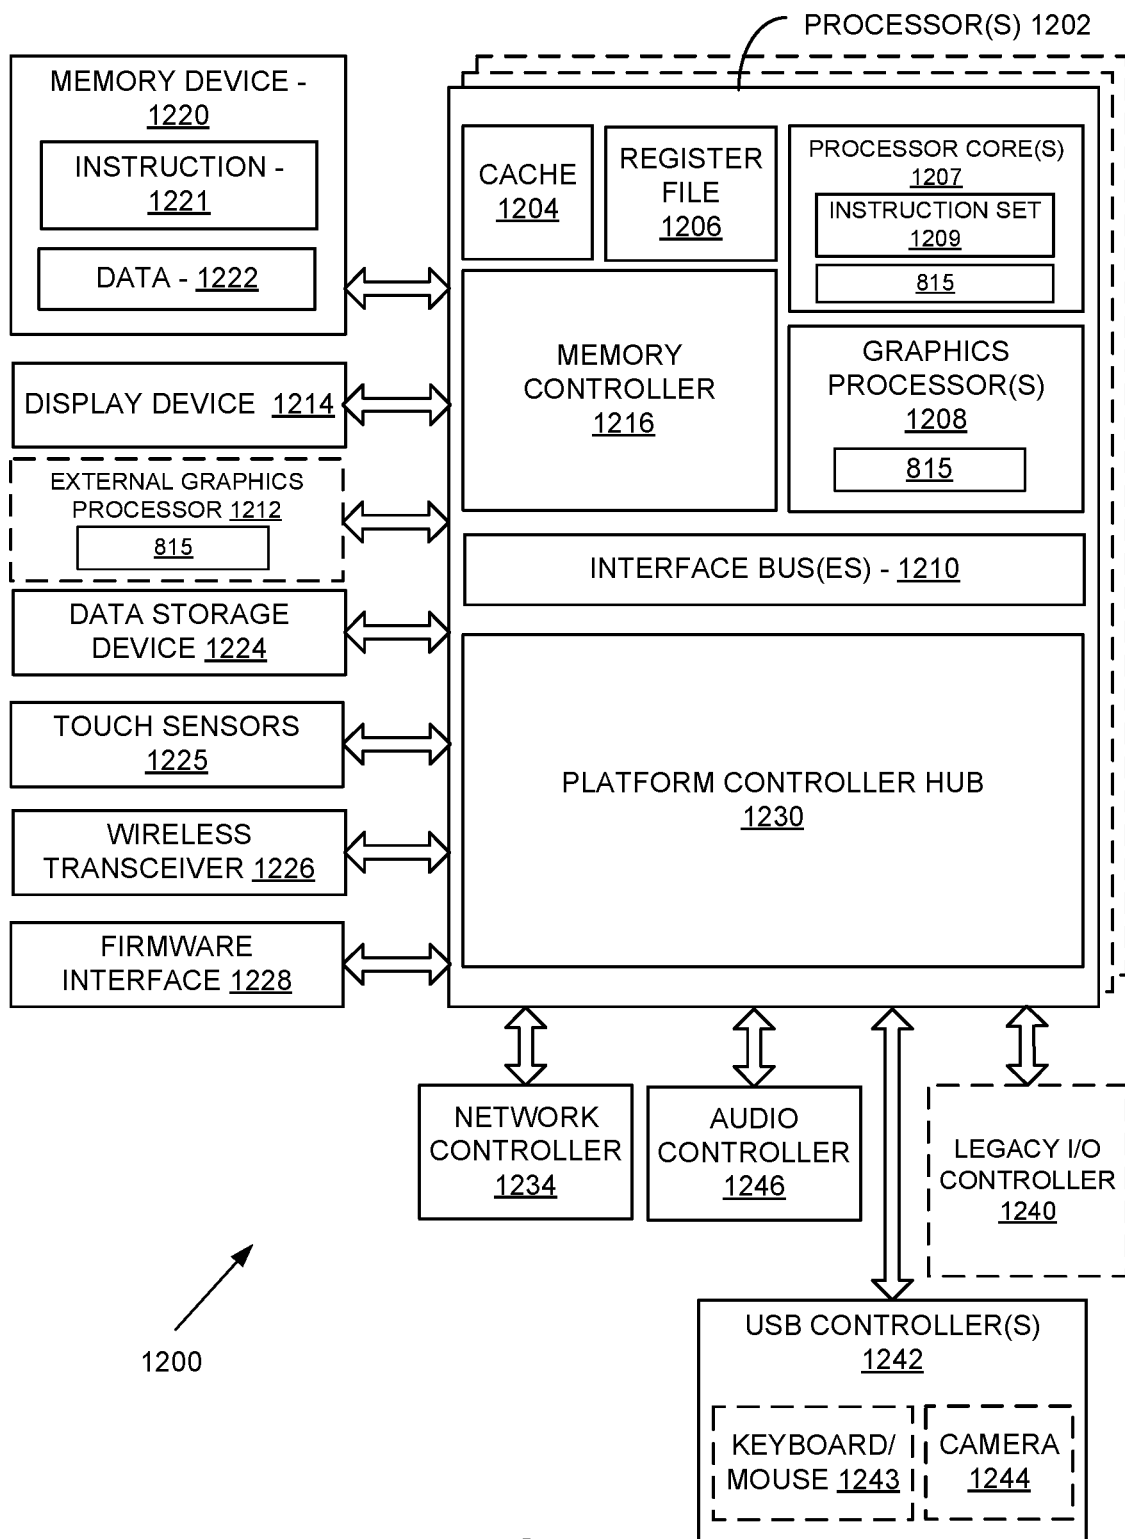 PROCESSOR(S) 1202
MEMORY DEVICE -
1220
INSTRUCTION -
1221
DATA - 1222
CACHE
1204
REGISTER
FILE
1206
PROCESSOR CORE(S)
1207
INSTRUCTION SET
1209
815
MEMORY
CONTROLLER
1216
GRAPHICS
PROCESSOR(S)
1208
815
DISPLAY DEVICE 1214
EXTERNAL GRAPHICS
PROCESSOR 1212
815
INTERFACE BUS(ES) - 1210
DATA STORAGE
DEVICE 1224
TOUCH SENSORS
1225
PLATFORM CONTROLLER HUB
1230
WIRELESS
TRANSCEIVER 1226
FIRMWARE
INTERFACE 1228
NETWORK
CONTROLLER
1234
AUDIO
CONTROLLER
1246
LEGACY I/O
CONTROLLER
1240
1200
USB CONTROLLER(S)
1242
KEYBOARD/
MOUSE 1243
CAMERA
1244